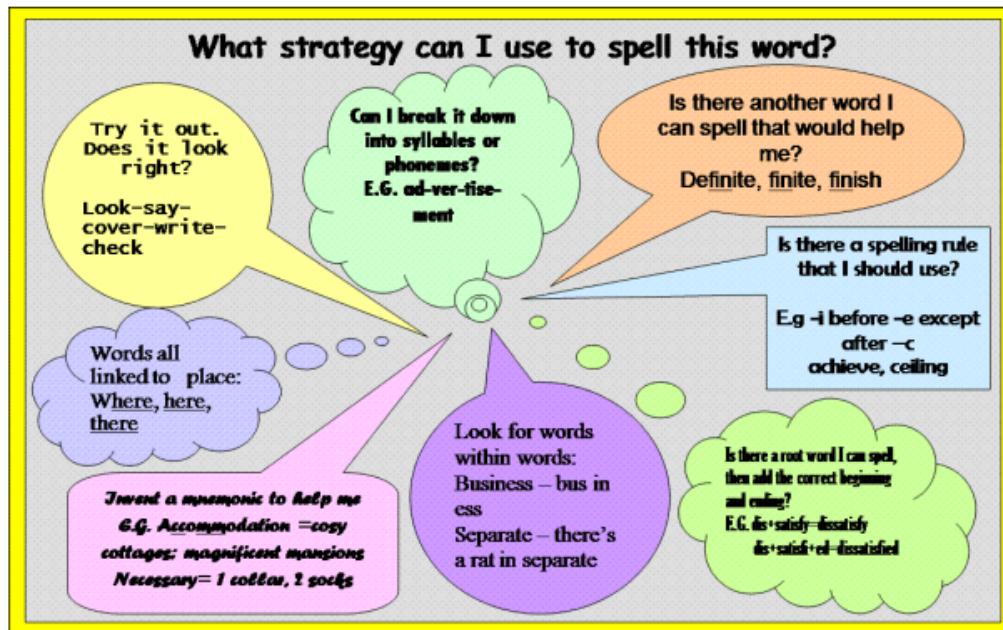 What strategy can I use to spell this word?
Try it out.
Does it look
right?
Look-say-
cover-write-
check
Can I break it down
into syllables or
phonemes?
E.G. ad-ver-tise-
ment
Is there another word I
can spell that would help
me?
Definite, finite, finish
Is there a spelling rule
that I should use?
E.g -i before -e except
after –c
achieve, ceiling
Words all
linked to place:
Where, here,
there
Invent a mnemonic to help me
E.G. Accommodation =cosy
cottages; magnificent mansions
Necessary= 1 collar, 2 socks
Look for words
within words:
Business – bus in
ess
Separate – there's
a rat in separate
Is there a root word I can spell,
then add the correct beginning
and ending?
E.G. dis+satisfy=dissatisfy
dis+satisfi+ed=dissatisfied